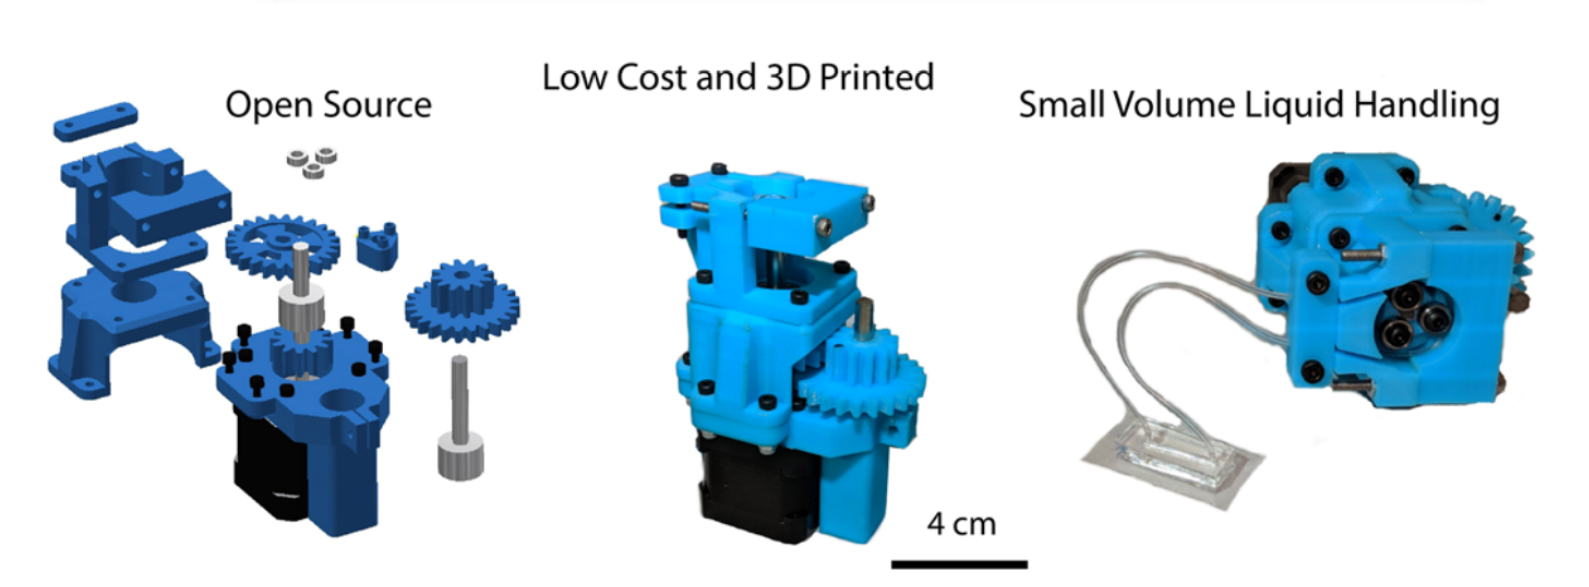 Open Source
Low Cost and 3D Printed
Small Volume Liquid Handling
4 cm